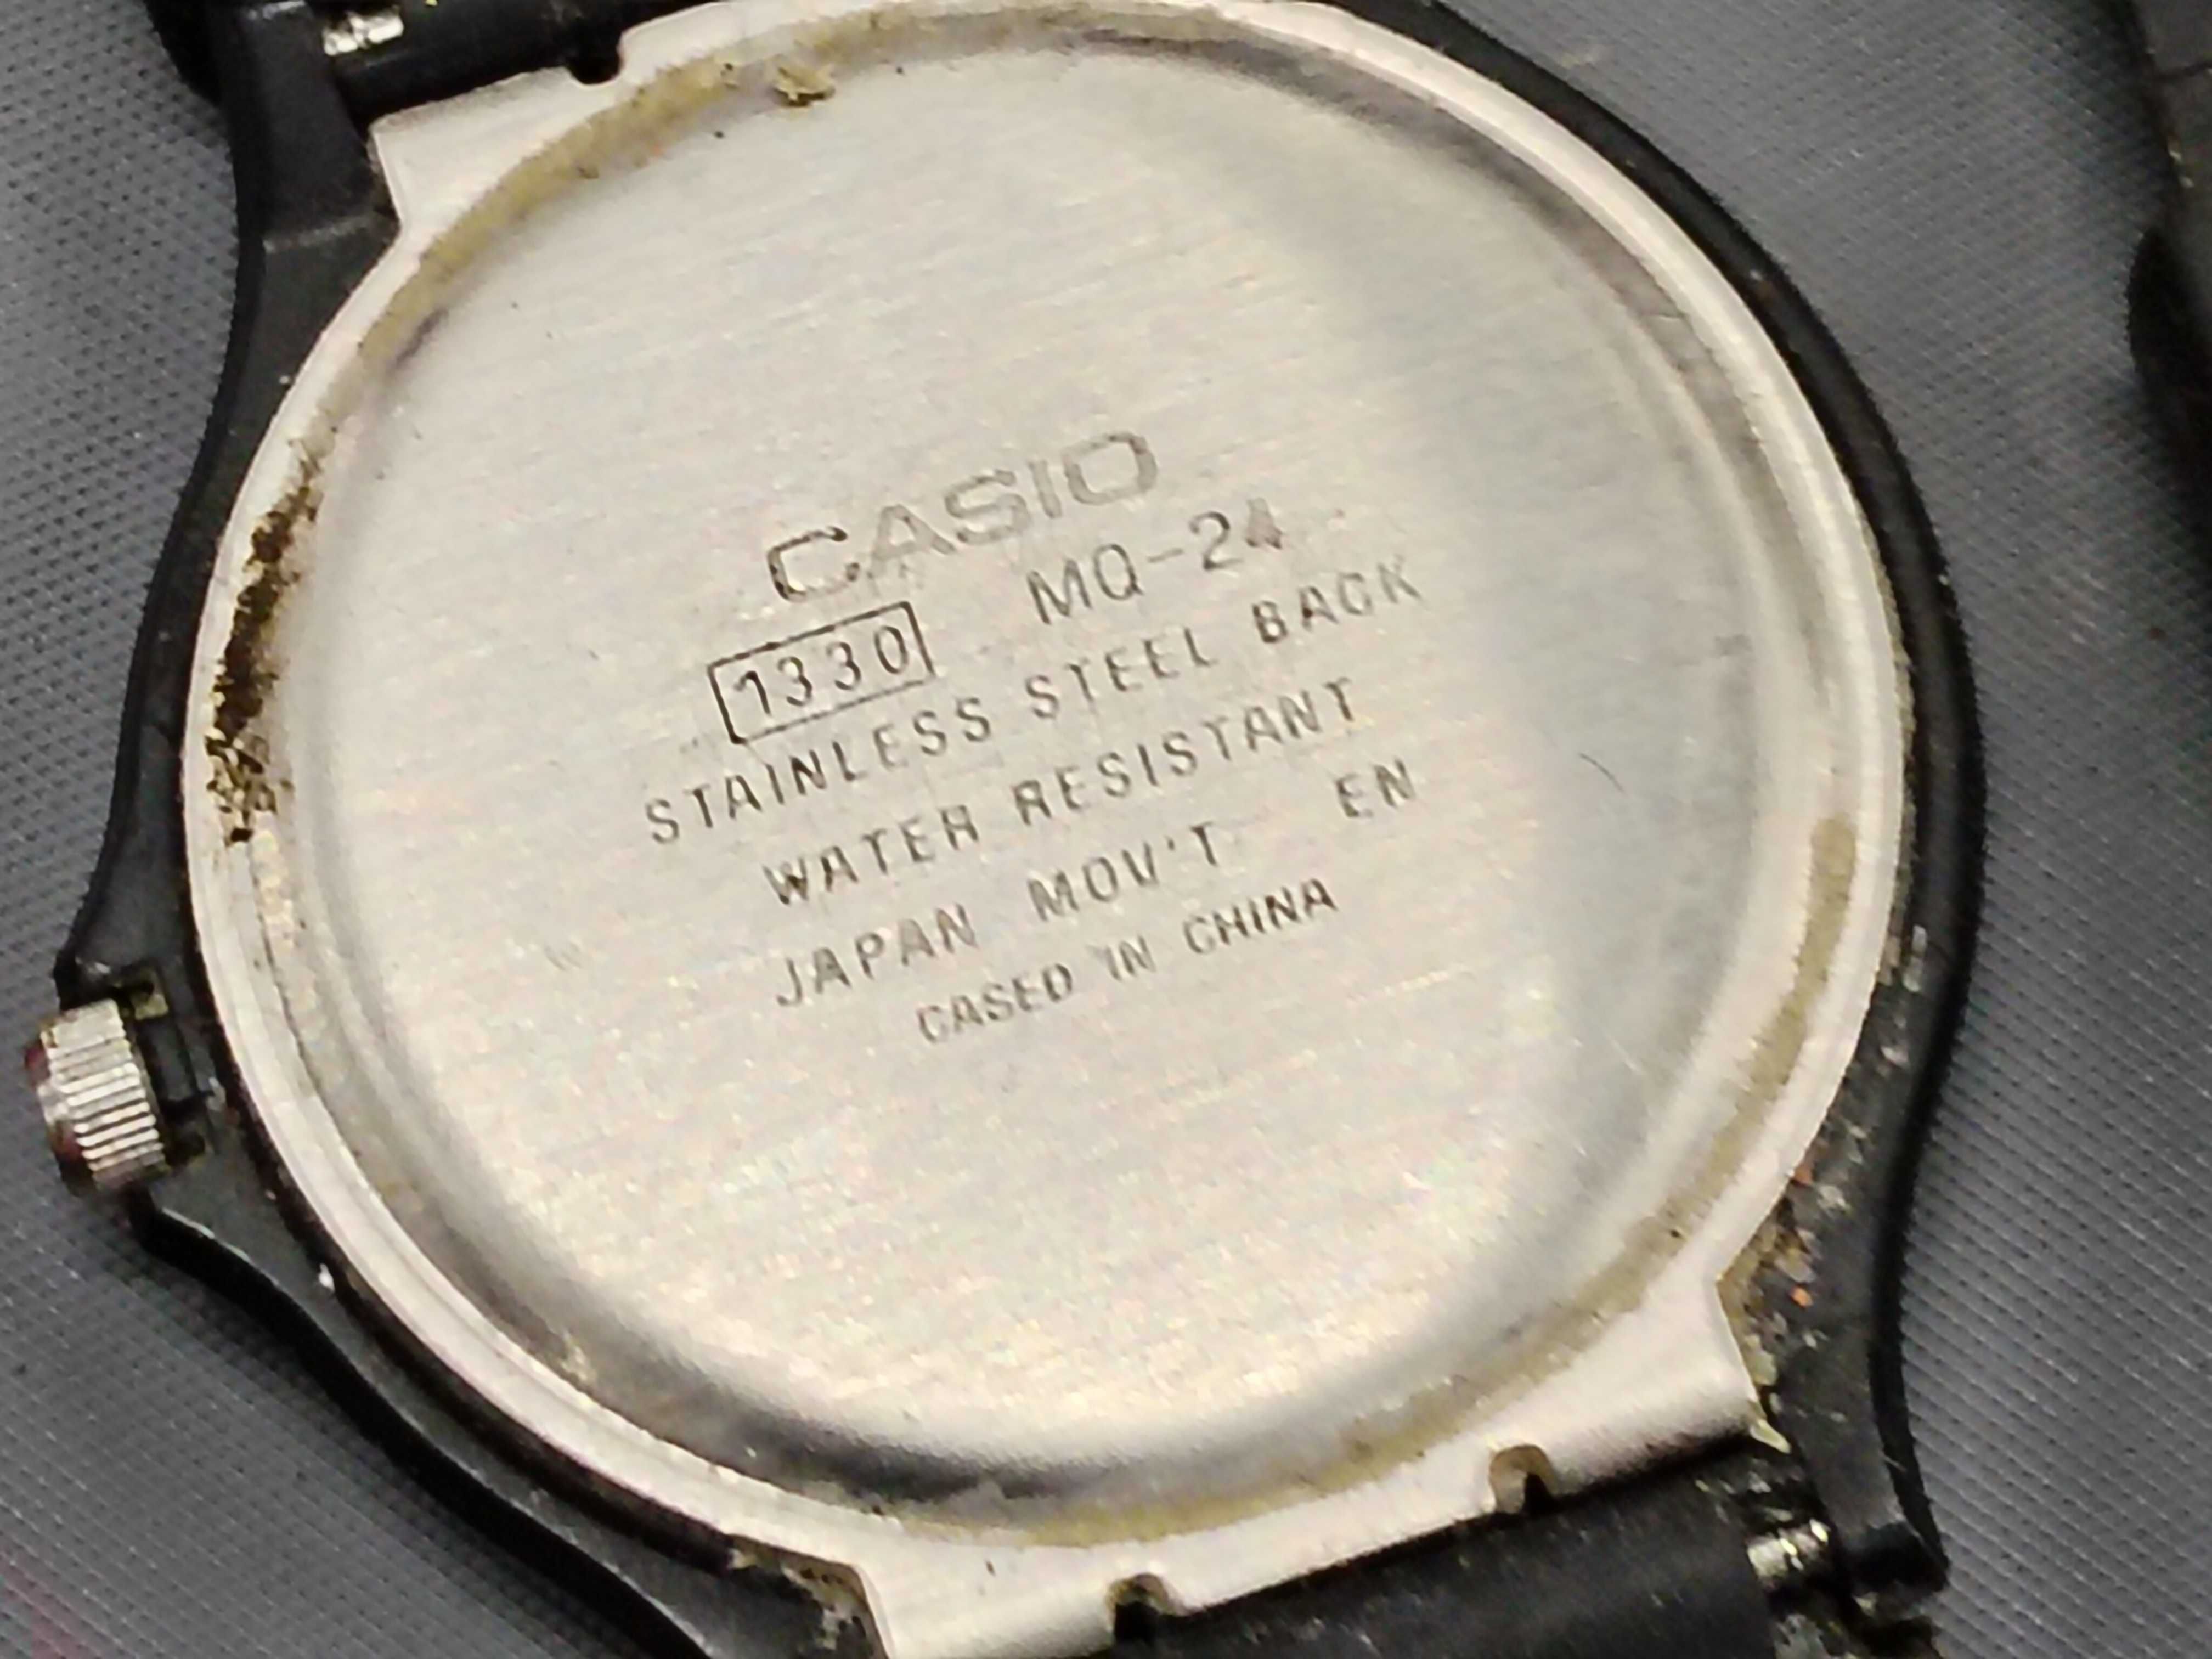 CASIO
1330 MQ-24
STAINLESS STEEL BACK
WATER RESISTANT
JAPAN MOV'T EN
CASED IN CHINA